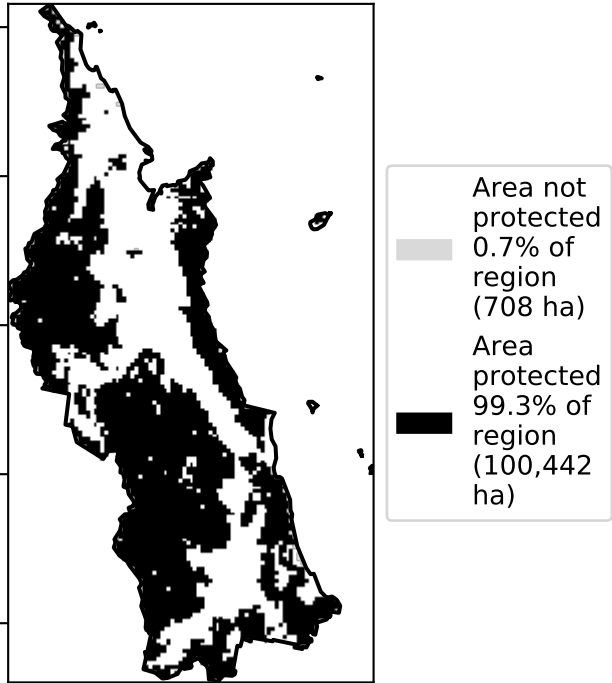 Area not
protected
0.7% of
region
(708 ha)
Area
protected
99.3% of
region
(100,442
ha)